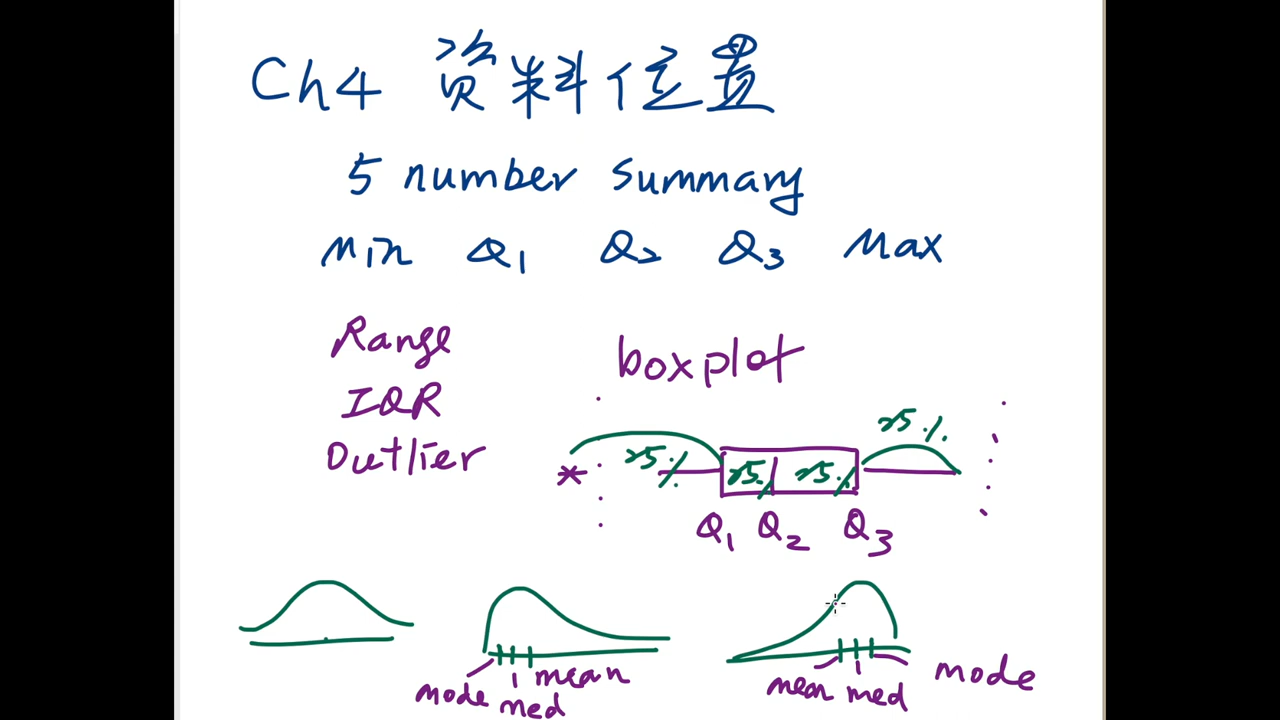 Ch4 资料位置
5 number summary
Min Q1 Q2 Q3 Max
Range
boxplot
IQR
Outlier
25% 25% 25% 25%
Q1 Q2 Q3
mode med mean
mean med mode